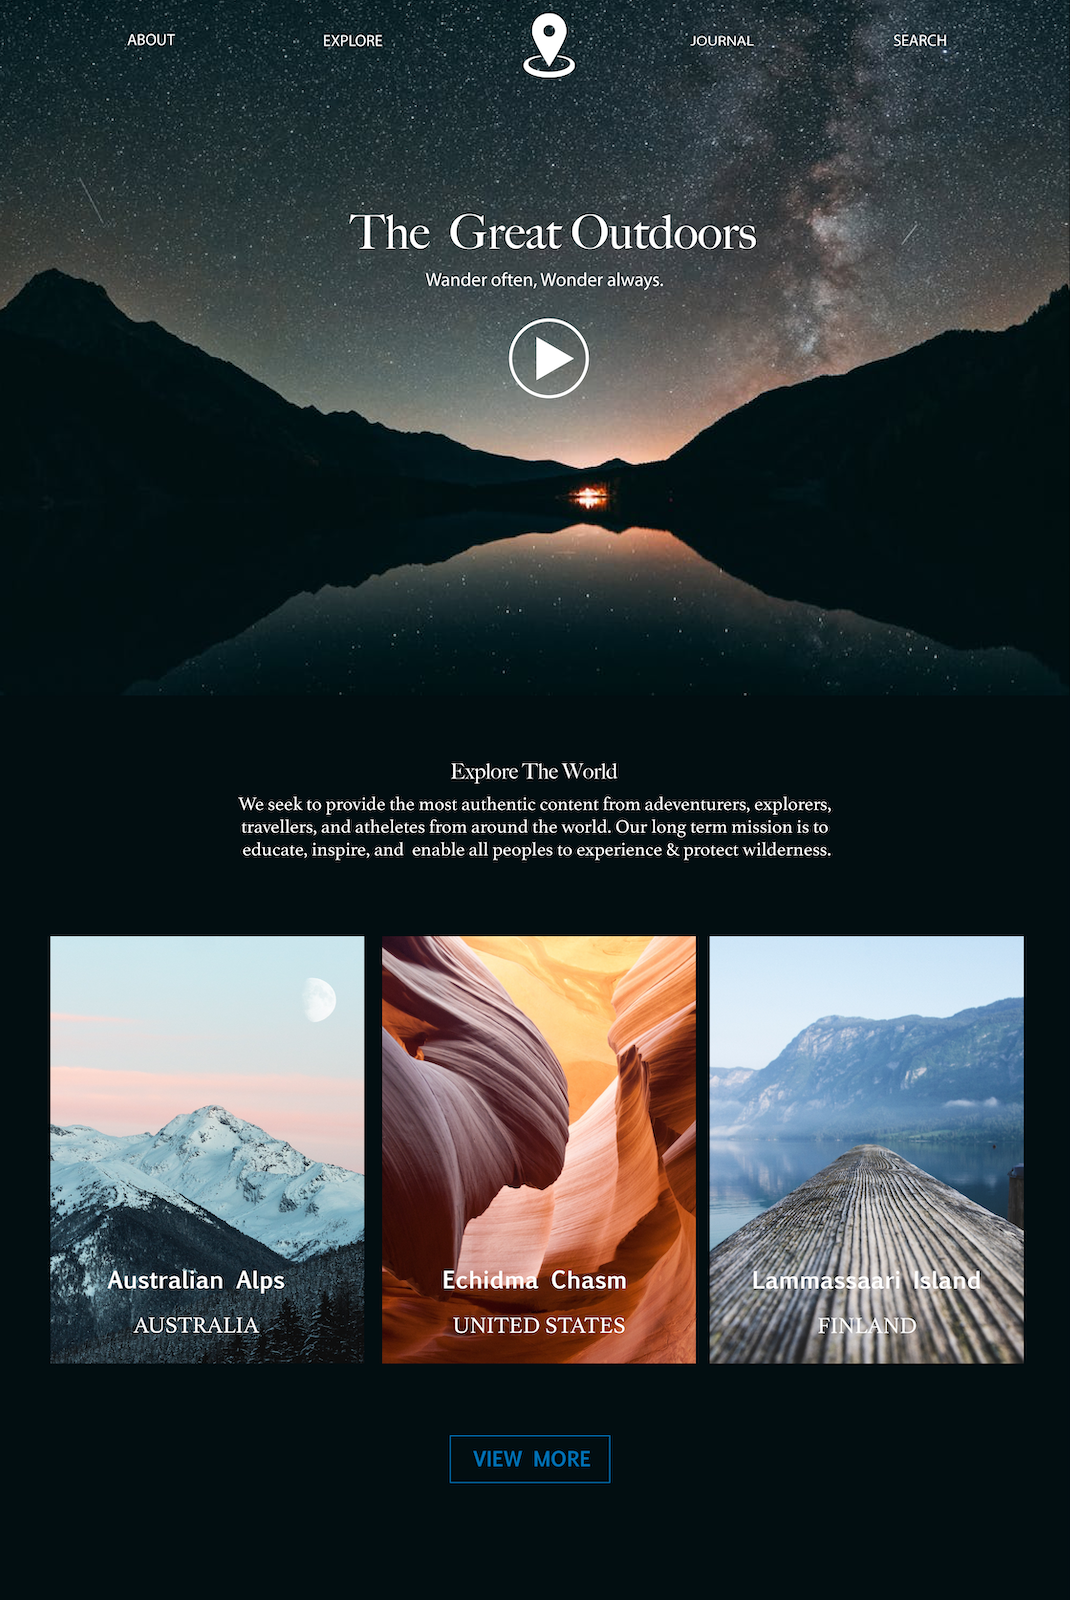 ABOUT
EXPLORE
JOURNAL
SEARCH
The Great Outdoors
Wander often, Wonder always.
Explore The World
We seek to provide the most authentic content from adeventurers, explorers,
travellers, and atheletes from around the world. Our long term mission is to
educate, inspire, and enable all peoples to experience & protect wilderness.
Australian Alps
AUSTRALIA
Echidma Chasm
UNITED STATES
Lammassaari Island
FINLAND
VIEW MORE